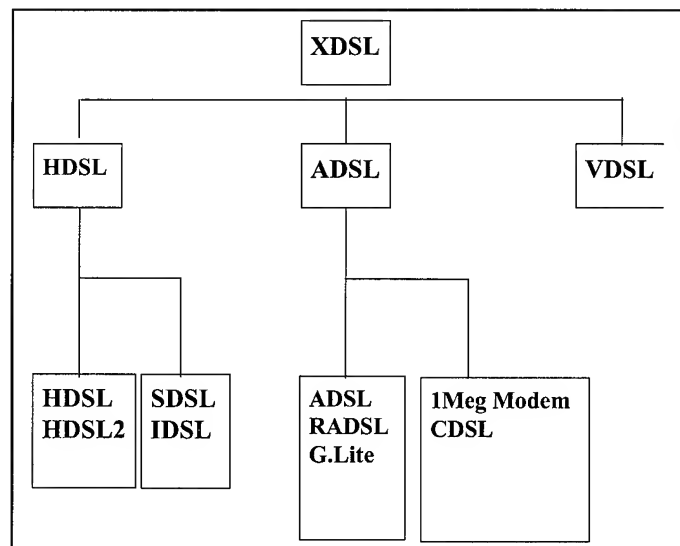 XDSL
HDSL
ADSL
VDSL
HDSL
HDSL2
SDSL
IDSL
ADSL
RADSL
G.Lite
1Meg Modem
CDSL